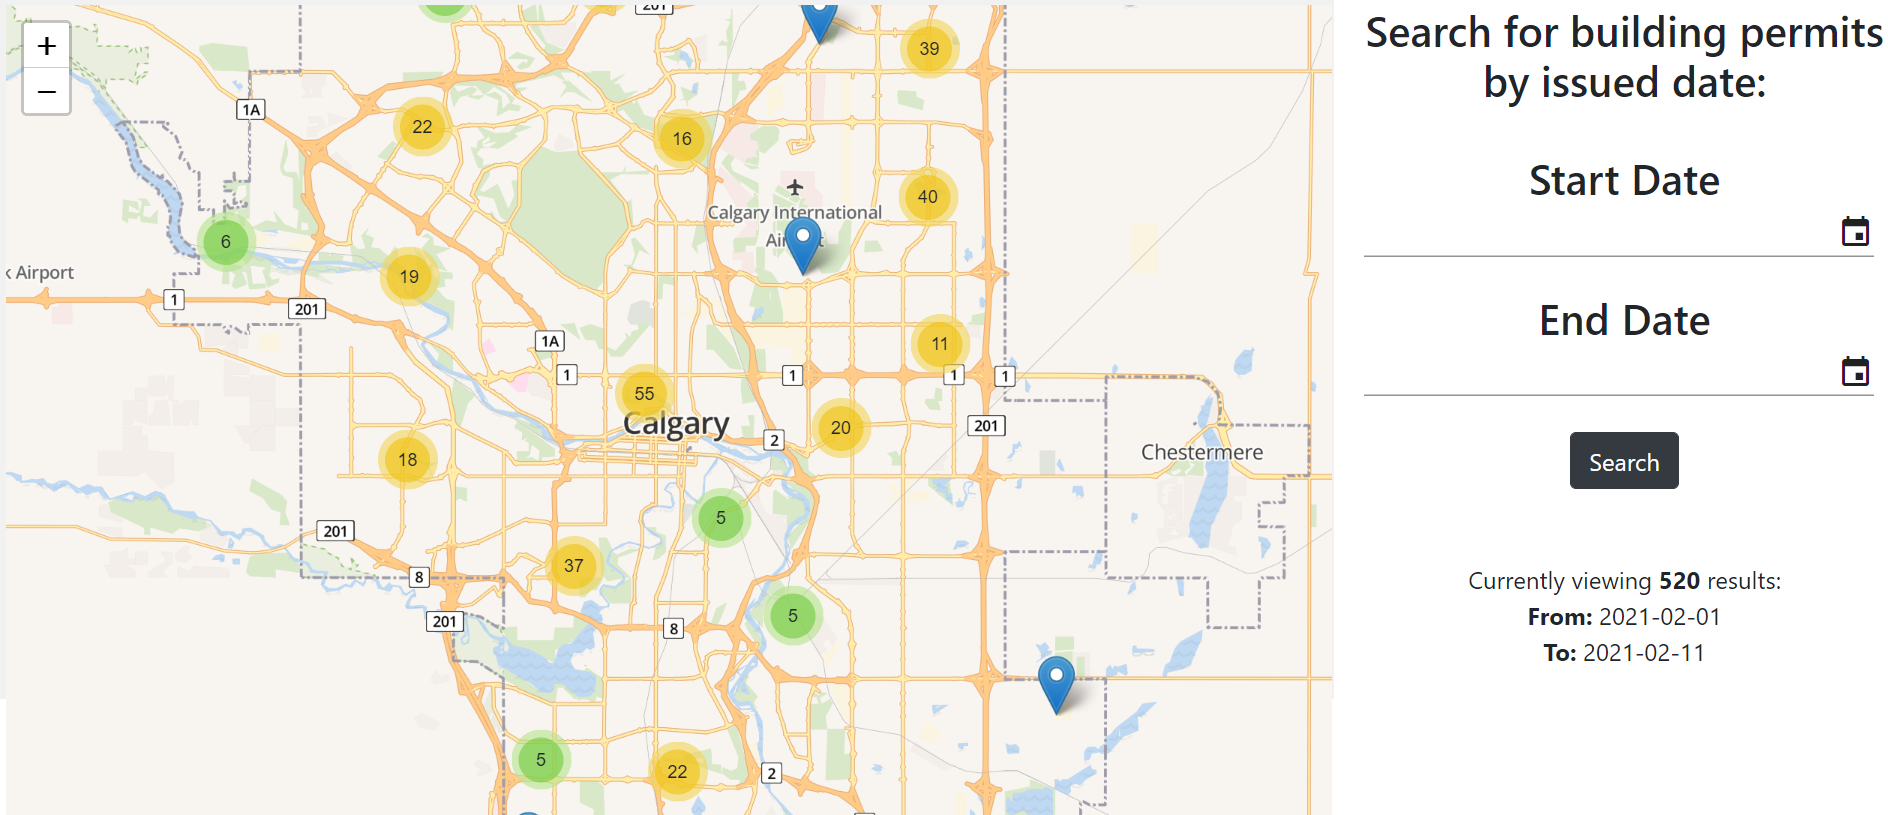 201
+
−
39
1A
22
16
40
Calgary International
Airport
6
k Airport
19
1
201
1A
11
1
1
1
1
55
Calgary
2
20
201
18
Chestermere
5
201
37
8
201
5
8
5
22
2
Search for building permits
by issued date:
Start Date
End Date
Search
Currently viewing 520 results:
From: 2021-02-01
To: 2021-02-11